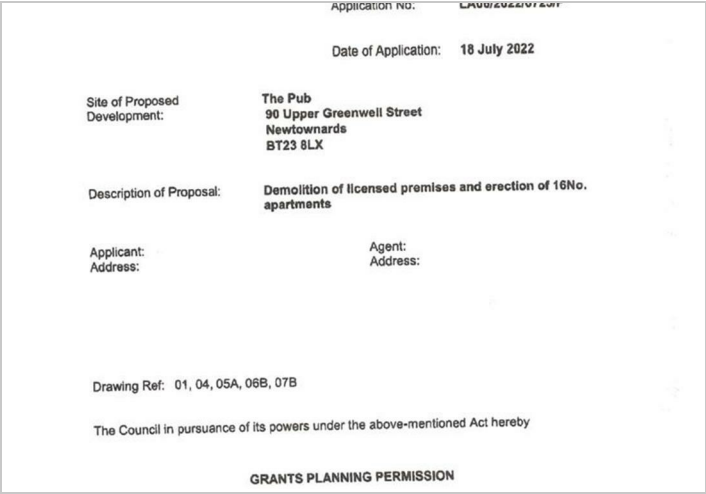 Application No:
Date of Application: 18 July 2022
Site of Proposed Development: The Pub
90 Upper Greenwell Street
Newtownards
BT23 8LX
Description of Proposal: Demolition of licensed premises and erection of 16No.
apartments
Applicant: Agent:
Address: Address:
Drawing Ref: 01, 04, 05A, 06B, 07B
The Council in pursuance of its powers under the above-mentioned Act hereby
GRANTS PLANNING PERMISSION